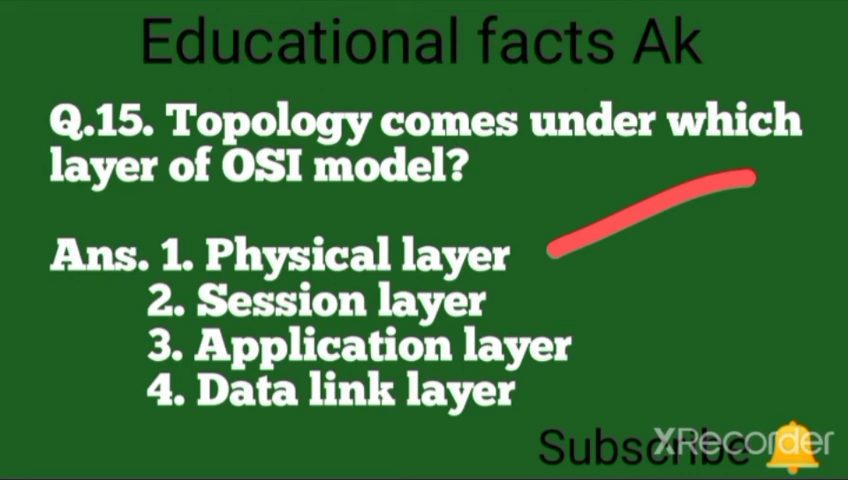 Educational facts Ak
Q.15. Topology comes under which
layer of OSI model?
Ans. 1. Physical layer
2. Session layer
3. Application layer
4. Data link layer
Subscribe
XRecorder